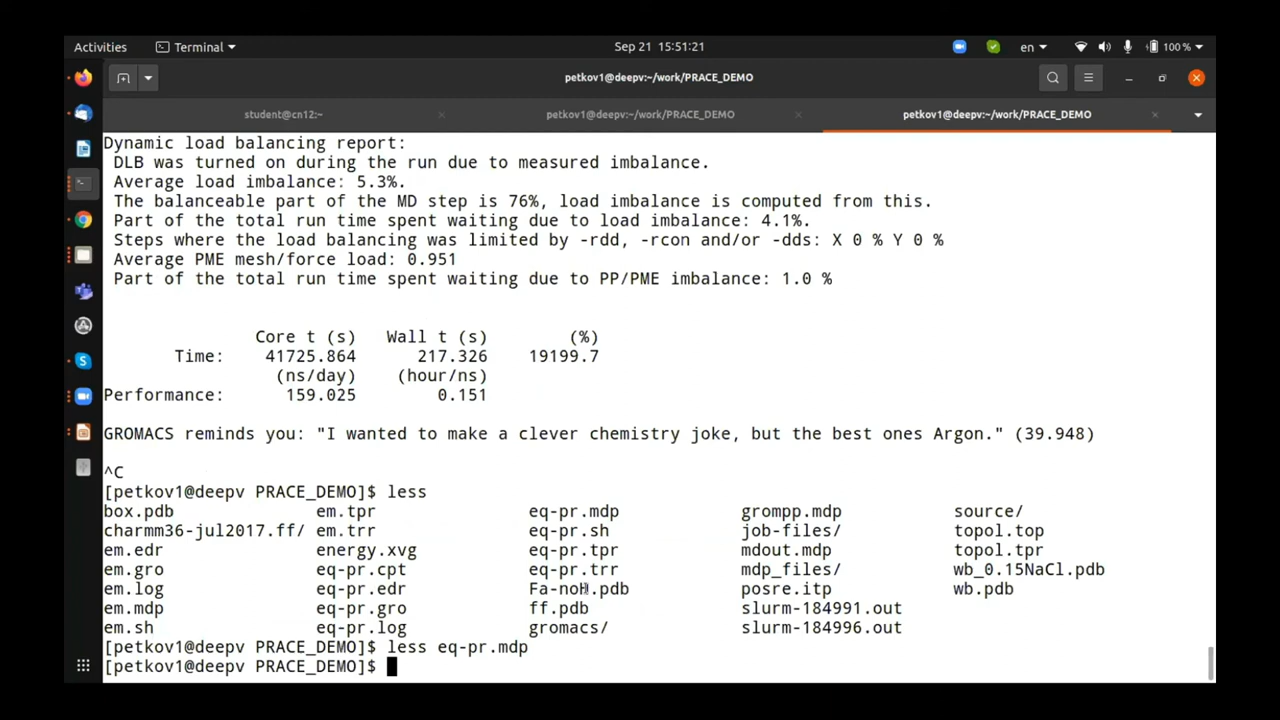 Activities Terminal Sep 21 15:51:21 en 100 %
petkov1@deepv:~/work/PRACE_DEMO
student@cn12:~ petkov1@deepv:~/work/PRACE_DEMO petkov1@deepv:~/work/PRACE_DEMO
Dynamic load balancing report:
DLB was turned on during the run due to measured imbalance.
Average load imbalance: 5.3%.
The balanceable part of the MD step is 76%, load imbalance is computed from this.
Part of the total run time spent waiting due to load imbalance: 4.1%.
Steps where the load balancing was limited by -rdd, -rcon and/or -dds: X 0 % Y 0 %
Average PME mesh/force load: 0.951
Part of the total run time spent waiting due to PP/PME imbalance: 1.0 %
Core t (s) Wall t (s) (%)
Time: 41725.864 217.326 19199.7
(ns/day) (hour/ns)
Performance: 159.025 0.151
GROMACS reminds you: "I wanted to make a clever chemistry joke, but the best ones Argon." (39.948)
^C
[petkov1@deepv PRACE_DEMO]$ less
box.pdb em.tpr eq-pr.mdp grompp.mdp source/
charmm36-jul2017.ff/ em.trr eq-pr.sh job-files/ topol.top
em.edr energy.xvg eq-pr.tpr mdout.mdp topol.tpr
em.gro eq-pr.cpt eq-pr.trr mdp_files/ wb_0.15NaCl.pdb
em.log eq-pr.edr Fa-noH.pdb posre.itp wb.pdb
em.mdp eq-pr.gro ff.pdb slurm-184991.out
em.sh eq-pr.log gromacs/ slurm-184996.out
[petkov1@deepv PRACE_DEMO]$ less eq-pr.mdp
[petkov1@deepv PRACE_DEMO]$